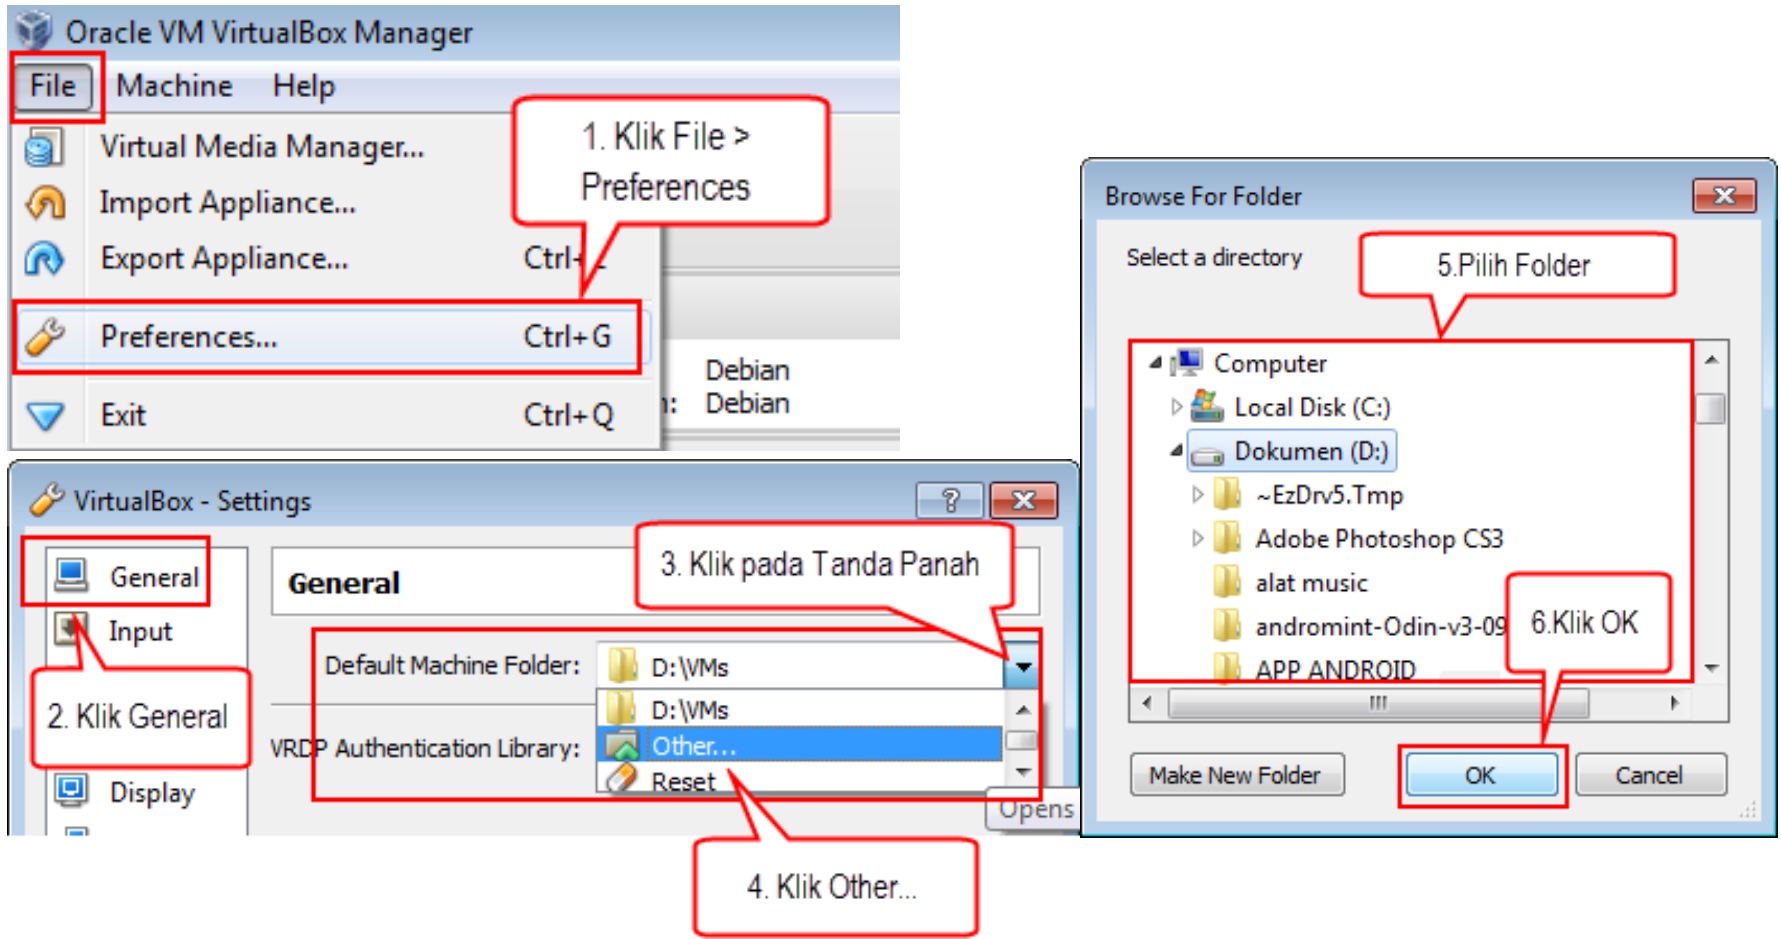 Oracle VM VirtualBox Manager
File Machine Help
Virtual Media Manager...
Import Appliance...
Export Appliance... Ctrl+
Preferences... Ctrl+G
Exit Ctrl+Q
1. Klik File >
Preferences
Debian
Debian
VirtualBox - Settings
General
Input
Display
2. Klik General
General
3. Klik pada Tanda Panah
Default Machine Folder: D:\VMs
D:\VMs
VRDP Authentication Library: Other...
Reset
Opens
4. Klik Other...
Browse For Folder
Select a directory
5.Pilih Folder
Computer
Local Disk (C:)
Dokumen (D:)
~EzDrv5.Tmp
Adobe Photoshop CS3
alat music
andromint-Odin-v3-09
APP ANDROID
6.Klik OK
Make New Folder OK Cancel